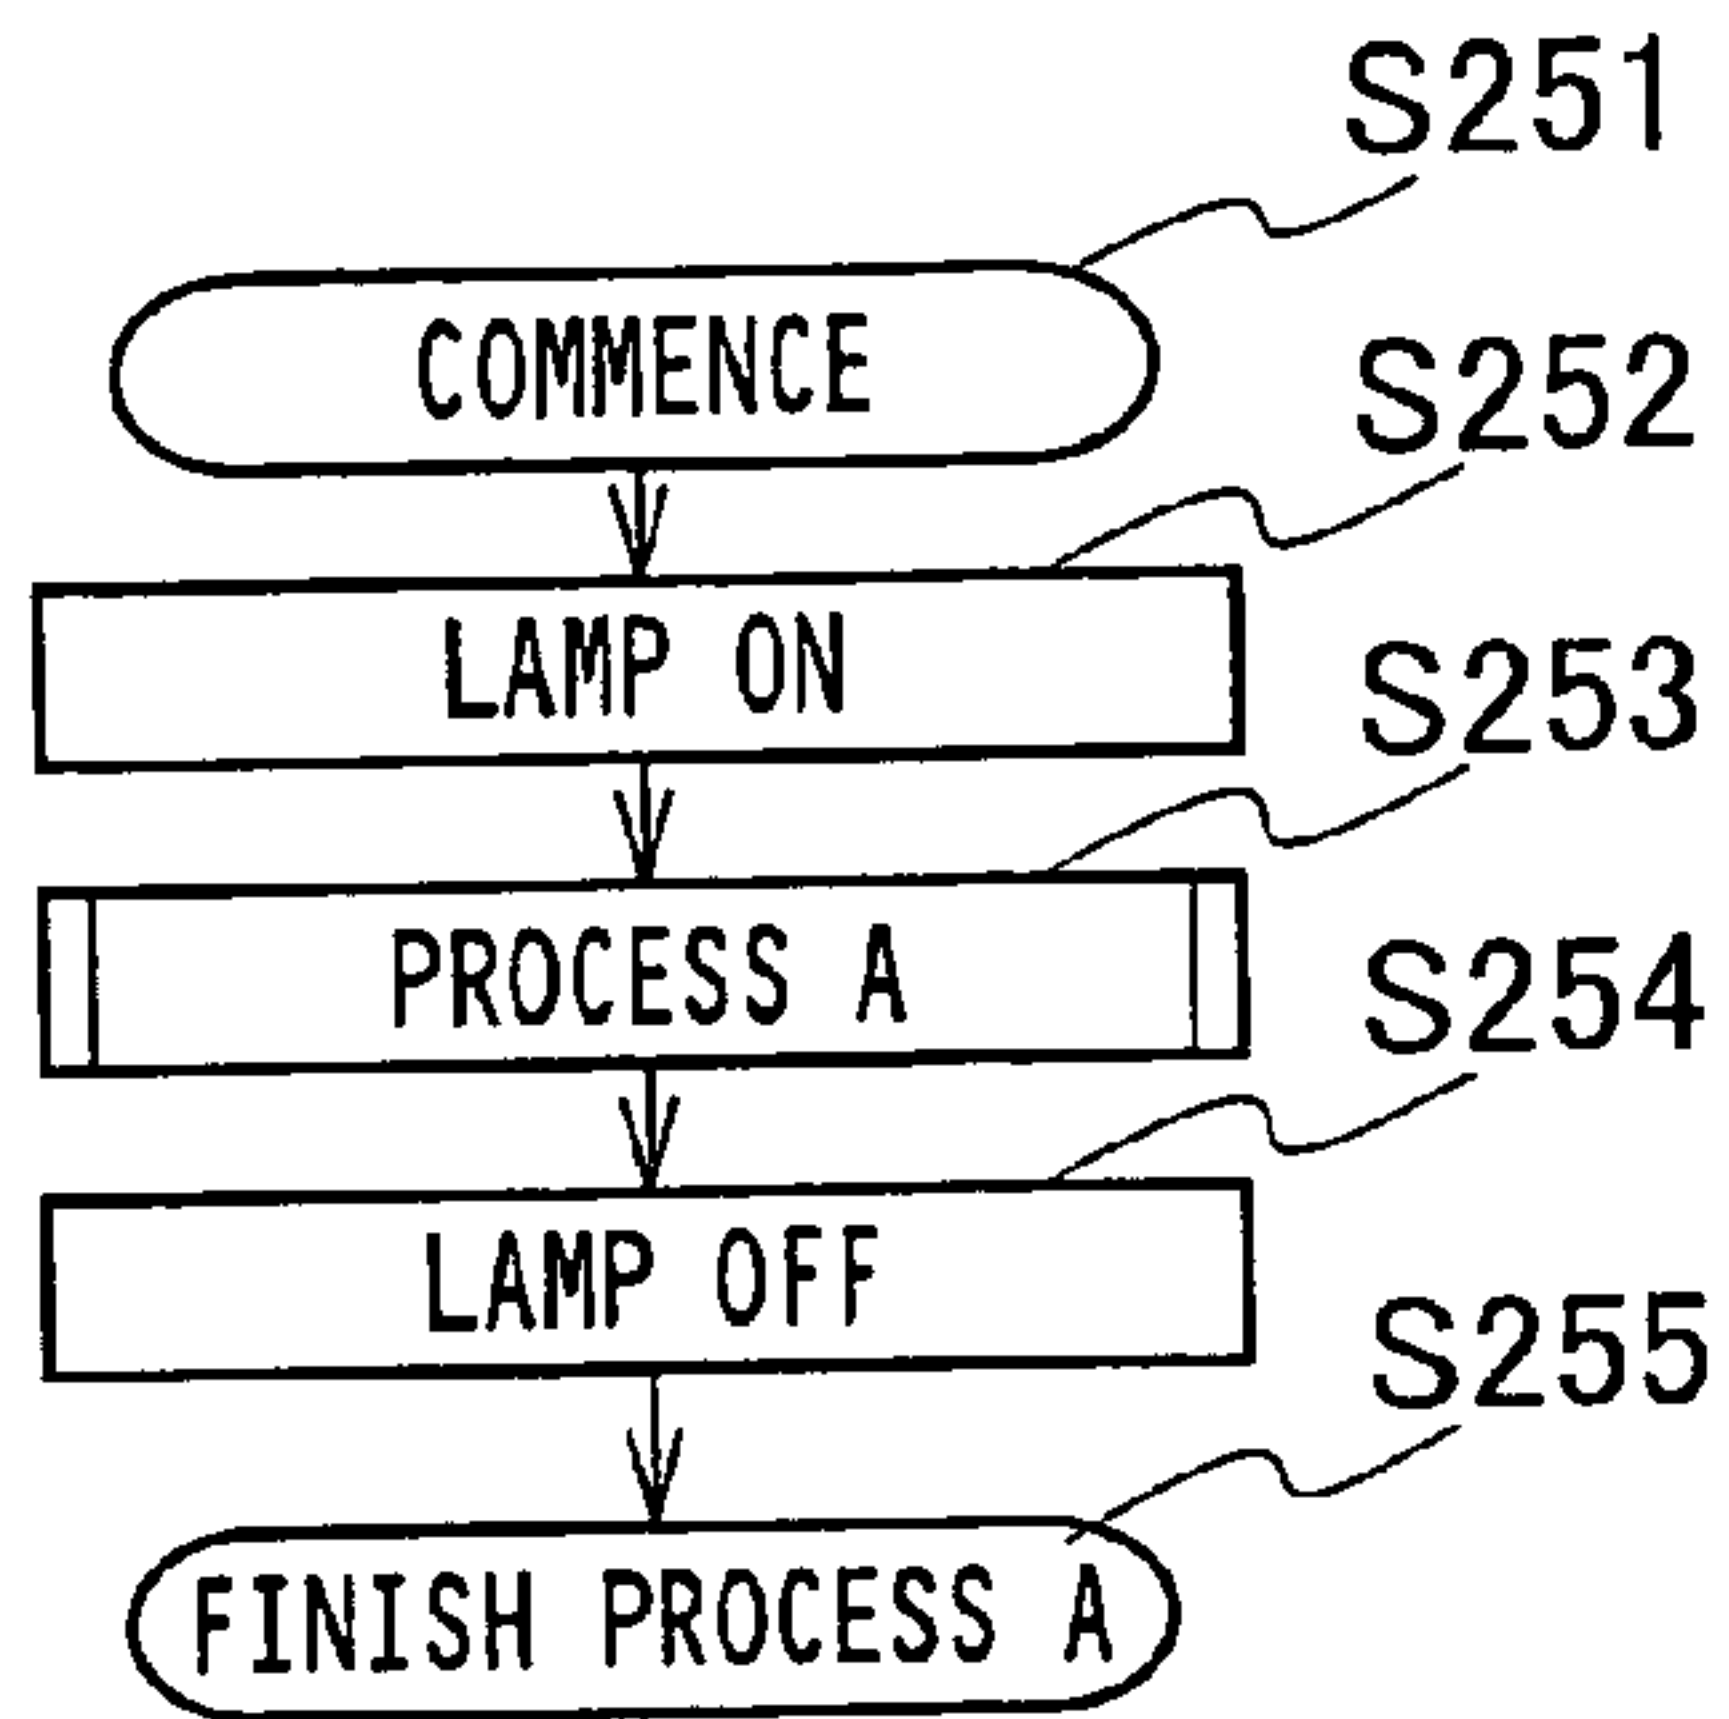 S251
COMMENCE
S252
LAMP ON
S253
PROCESS A
S254
LAMP OFF
S255
FINISH PROCESS A